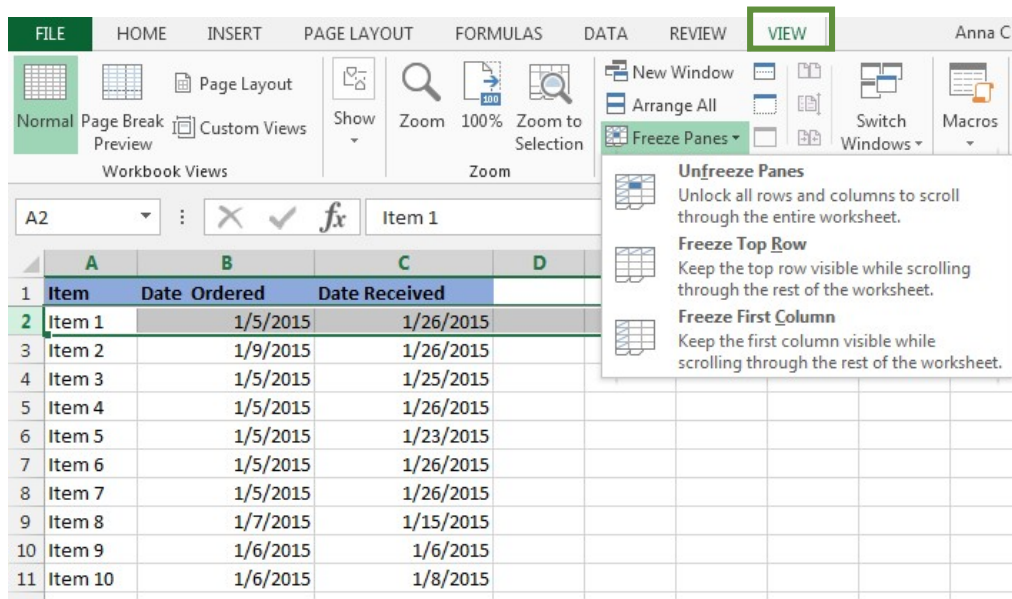 FILE HOME INSERT PAGE LAYOUT FORMULAS DATA REVIEW VIEW Anna C
Normal Page Break Preview Page Layout Custom Views
Workbook Views
Show Zoom 100 100% Zoom to Selection
Zoom
New Window
Arrange All
Freeze Panes
Switch Windows
Macros
Unfreeze Panes
Unlock all rows and columns to scroll
through the entire worksheet.
Freeze Top Row
Keep the top row visible while scrolling
through the rest of the worksheet.
Freeze First Column
Keep the first column visible while
scrolling through the rest of the worksheet.
A2 fx Item 1
A B C D
1 Item Date Ordered Date Received
2 Item 1 1/5/2015 1/26/2015
3 Item 2 1/9/2015 1/26/2015
4 Item 3 1/5/2015 1/25/2015
5 Item 4 1/5/2015 1/26/2015
6 Item 5 1/5/2015 1/23/2015
7 Item 6 1/5/2015 1/26/2015
8 Item 7 1/5/2015 1/26/2015
9 Item 8 1/7/2015 1/15/2015
10 Item 9 1/6/2015 1/6/2015
11 Item 10 1/6/2015 1/8/2015